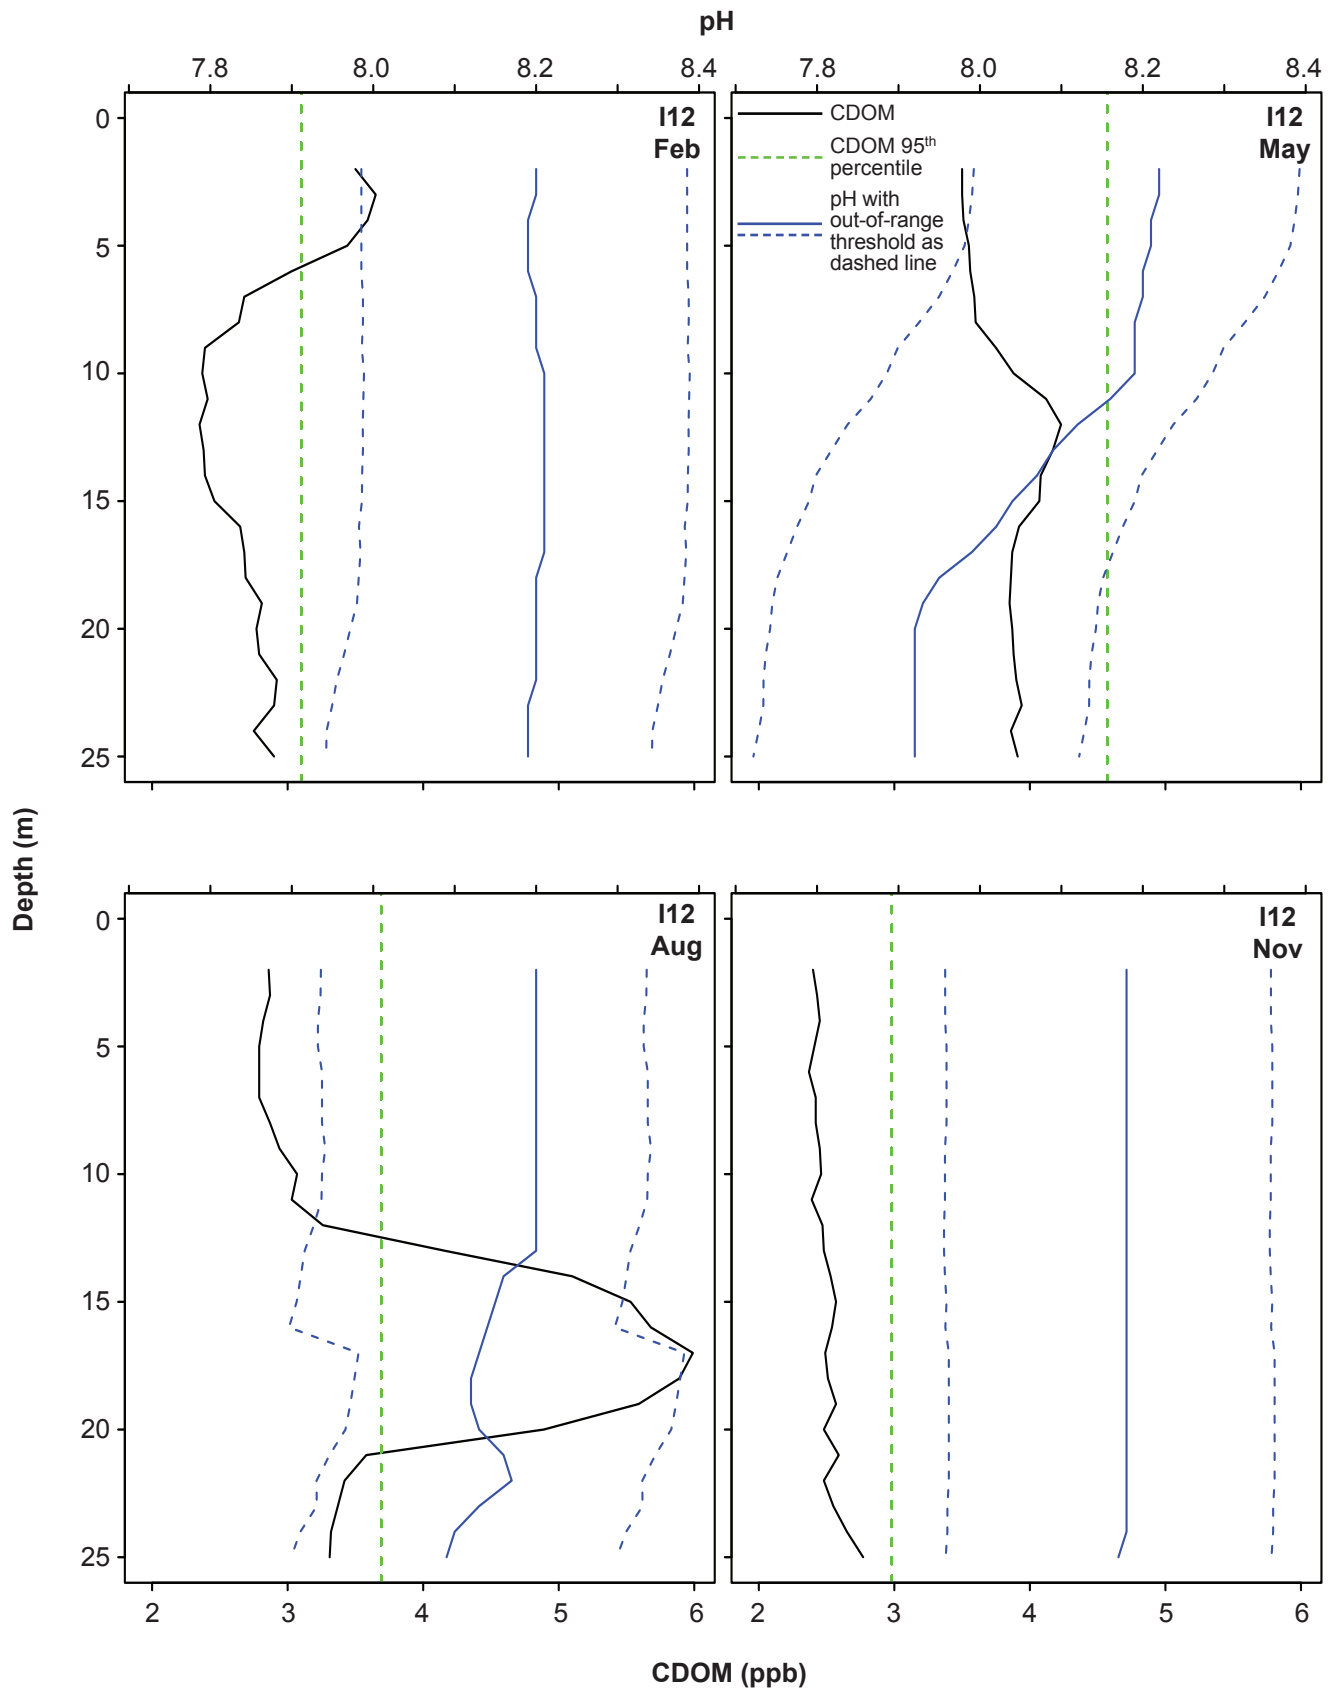 pH
7.8 8.0 8.2 8.4 7.8 8.0 8.2 8.4
I12
Feb
0
5
10
15
20
25
CDOM
CDOM 95th
percentile
pH with
out-of-range
threshold as
dashed line
I12
May
Depth (m)
I12
Aug
0
5
10
15
20
25
I12
Nov
2 3 4 5 6 2 3 4 5 6
CDOM (ppb)